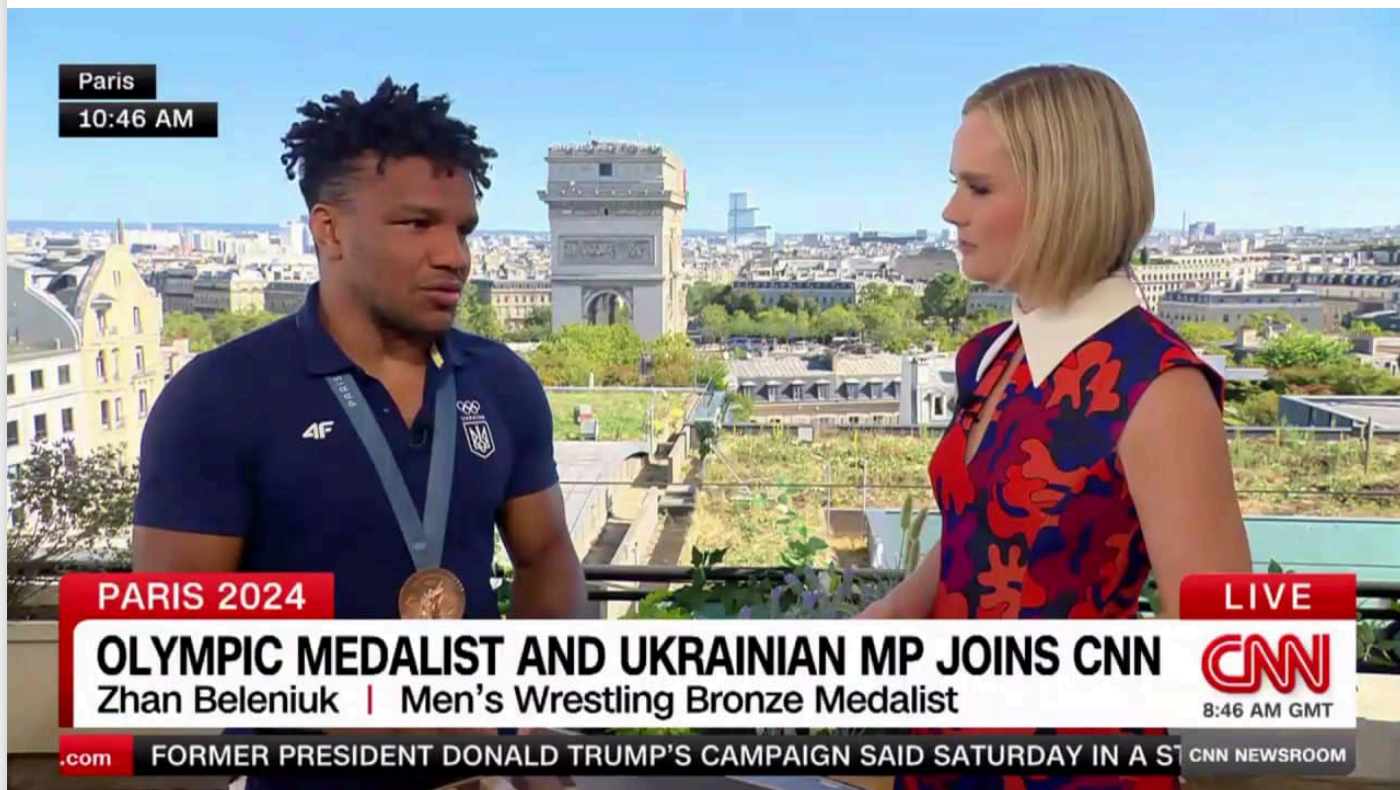 Paris
10:46 AM
PARIS
4F
UKRAINE
PARIS 2024
LIVE
OLYMPIC MEDALIST AND UKRAINIAN MP JOINS CNN
Zhan Beleniuk | Men's Wrestling Bronze Medalist
CNN
8:46 AM GMT
.com
FORMER PRESIDENT DONALD TRUMP'S CAMPAIGN SAID SATURDAY IN A ST
CNN NEWSROOM